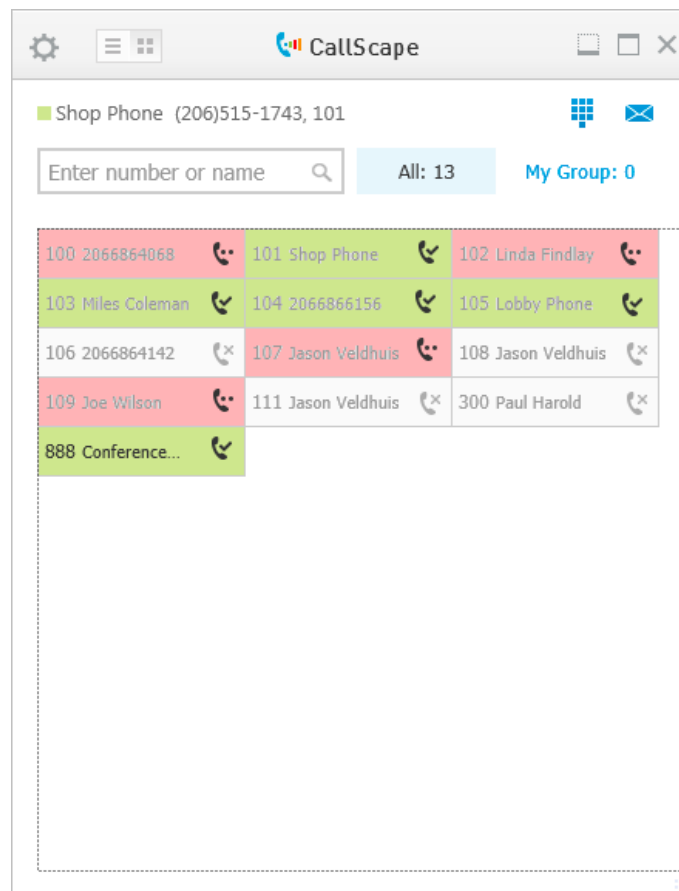 CallScape
Shop Phone (206)515-1743, 101
Enter number or name All: 13 My Group: 0
100 2066864068 101 Shop Phone 102 Linda Findlay
103 Miles Coleman 104 2066866156 105 Lobby Phone
106 2066864142 107 Jason Veldhuis 108 Jason Veldhuis
109 Joe Wilson 111 Jason Veldhuis 300 Paul Harold
888 Conference...